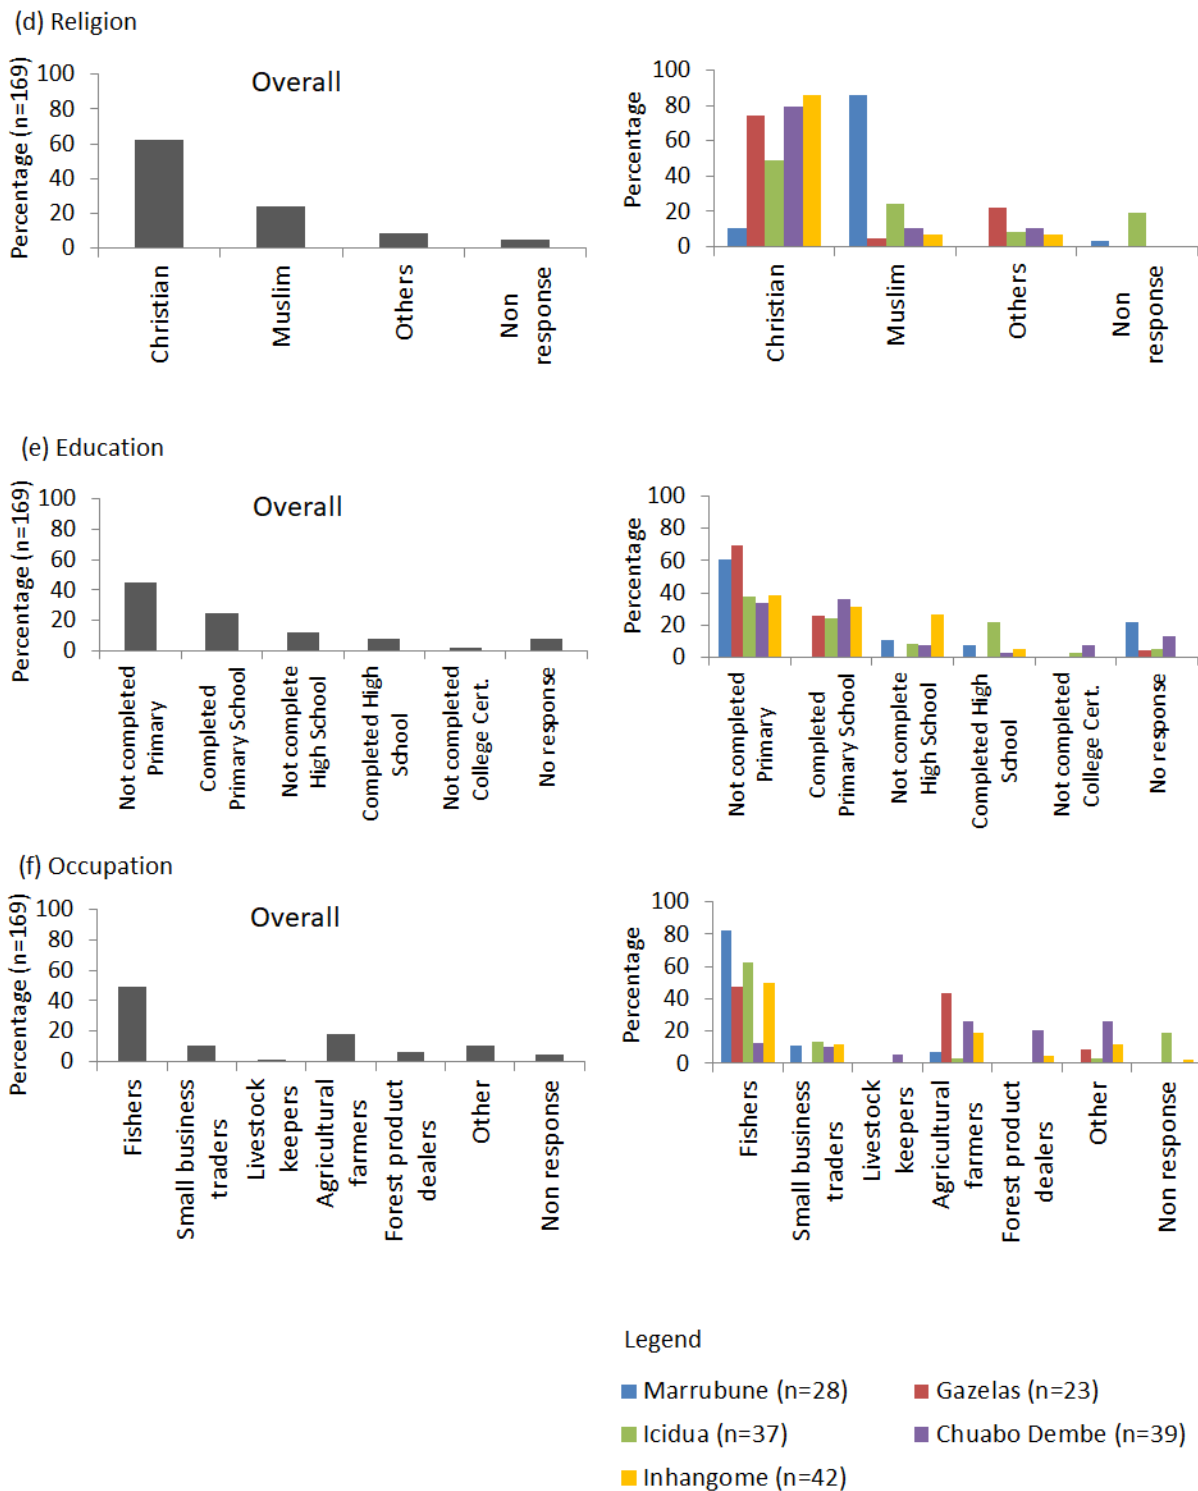 (d) Religion
Percentage (n=169)
100
80
60
40
20
0
Overall
Christian
Muslim
Others
Non
response
Percentage
100
80
60
40
20
0
Christian
Muslim
Others
Non
response
(e) Education
Percentage (n=169)
100
80
60
40
20
0
Overall
Not completed
Primary
Completed
Primary School
Not complete
High School
Completed High
School
Not completed
College Cert.
No response
Percentage
100
80
60
40
20
0
Not completed
Primary
Completed
Primary School
Not complete
High School
Completed High
School
Not completed
College Cert.
No response
(f) Occupation
Percentage (n=169)
100
80
60
40
20
0
Overall
Fishers
Small business
traders
Livestock
keepers
Agricultural
farmers
Forest product
dealers
Other
Non response
Percentage
100
80
60
40
20
0
Fishers
Small business
traders
Livestock
keepers
Agricultural
farmers
Forest product
dealers
Other
Non response
Legend
Marrubune (n=28)
Gazelas (n=23)
Icidua (n=37)
Chuabo Dembe (n=39)
Inhangome (n=42)